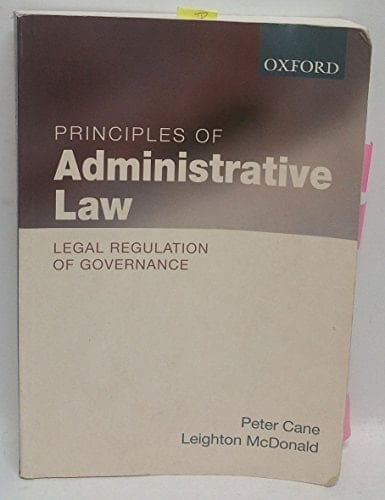 OXFORD
PRINCIPLES OF
Administrative
Law
LEGAL REGULATION
OF GOVERNANCE
Peter Cane
Leighton McDonald